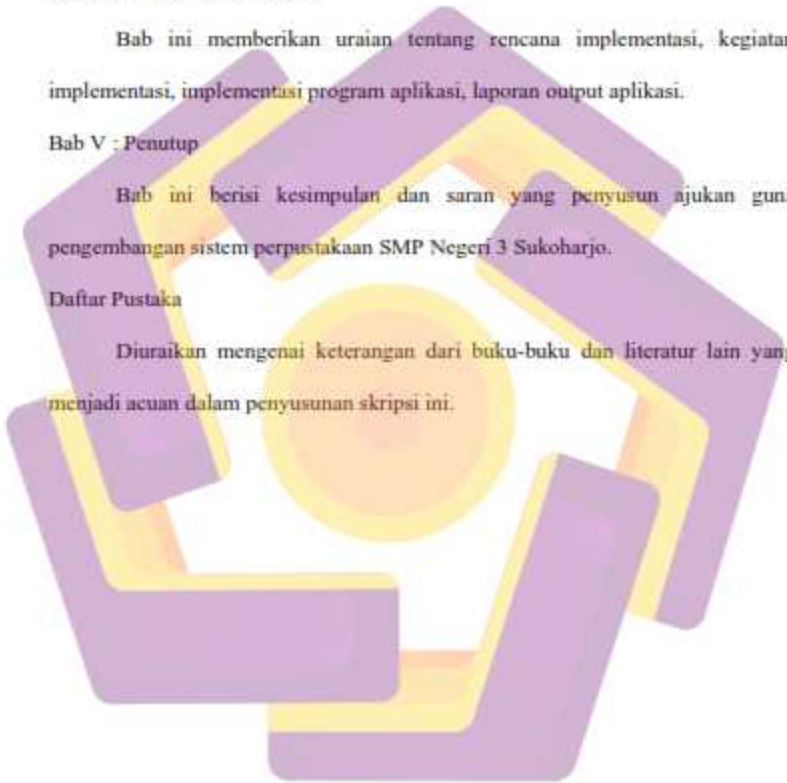 Bab ini memberikan uraian tentang rencana implementasi, kegiatan
implementasi, implementasi program aplikasi, laporan output aplikasi.
Bab V : Penutup
Bab ini berisi kesimpulan dan saran yang penyusun ajukan guna
pengembangan sistem perpustakaan SMP Negeri 3 Sukoharjo.
Daftar Pustaka
Diuraikan mengenai keterangan dari buku-buku dan literatur lain yang
menjadi acuan dalam penyusunan skripsi ini.